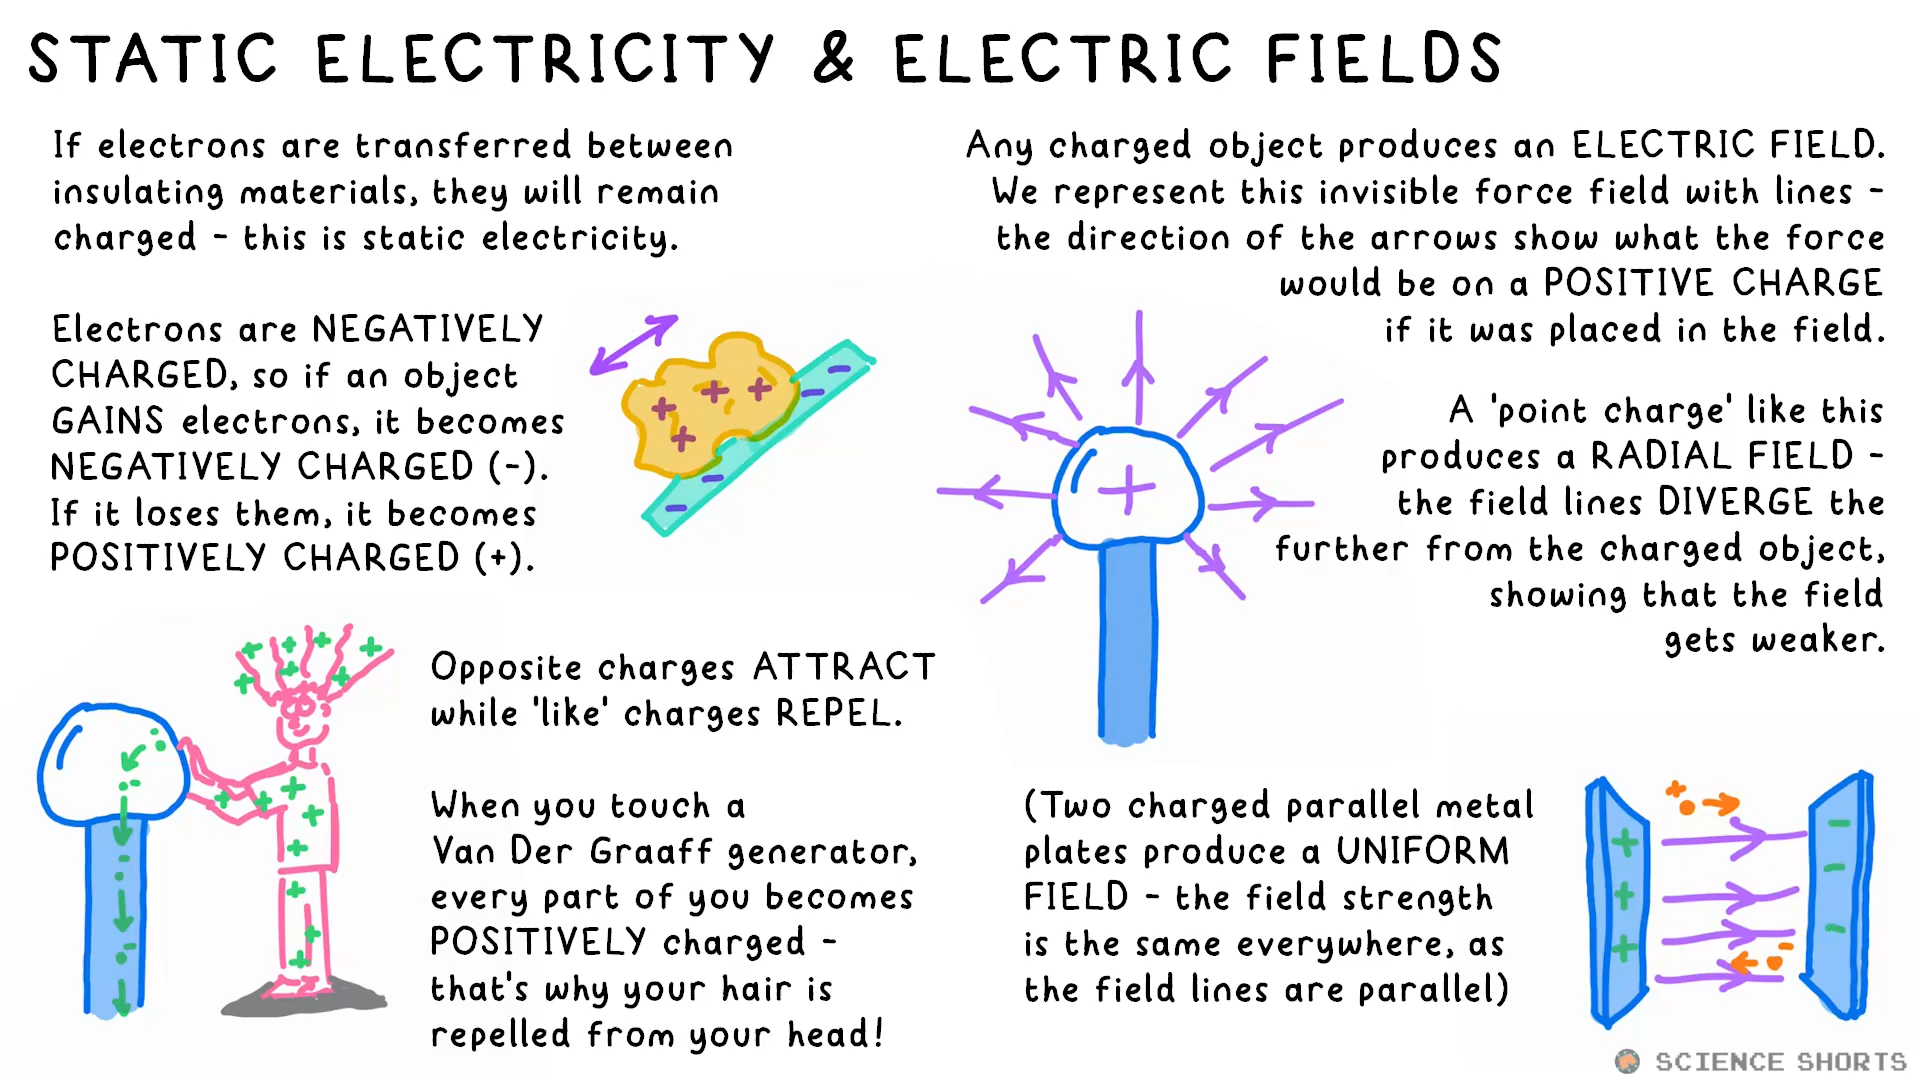 STATIC ELECTRICITY & ELECTRIC FIELDS
If electrons are transferred between
insulating materials, they will remain
charged - this is static electricity.
Electrons are NEGATIVELY
CHARGED, so if an object
GAINS electrons, it becomes
NEGATIVELY CHARGED (-).
If it loses them, it becomes
POSITIVELY CHARGED (+).
+ + + +
- - - -
Opposite charges ATTRACT
while 'like' charges REPEL.
When you touch a
Van Der Graaff generator,
every part of you becomes
POSITIVELY charged -
that's why your hair is
repelled from your head!
Any charged object produces an ELECTRIC FIELD.
We represent this invisible force field with lines -
the direction of the arrows show what the force
would be on a POSITIVE CHARGE
if it was placed in the field.
+
A 'point charge' like this
produces a RADIAL FIELD -
the field lines DIVERGE the
further from the charged object,
showing that the field
gets weaker.
(Two charged parallel metal
plates produce a UNIFORM
FIELD - the field strength
is the same everywhere, as
the field lines are parallel)
+
+ -
+ -
+ -
-
SCIENCE SHORTS